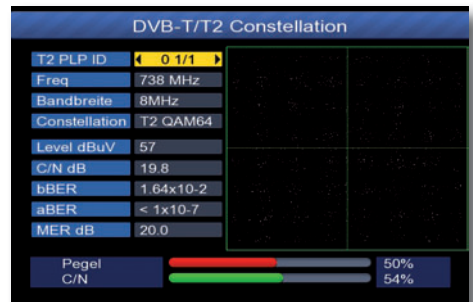 DVB-T/T2 Constellation
T2 PLP ID 0 1/1
Freq 738 MHz
Bandbreite 8MHz
Constellation T2 QAM64
Level dBuV 57
C/N dB 19.8
bBER 1.64x10-2
aBER < 1x10-7
MER dB 20.0
Pegel 50%
C/N 54%